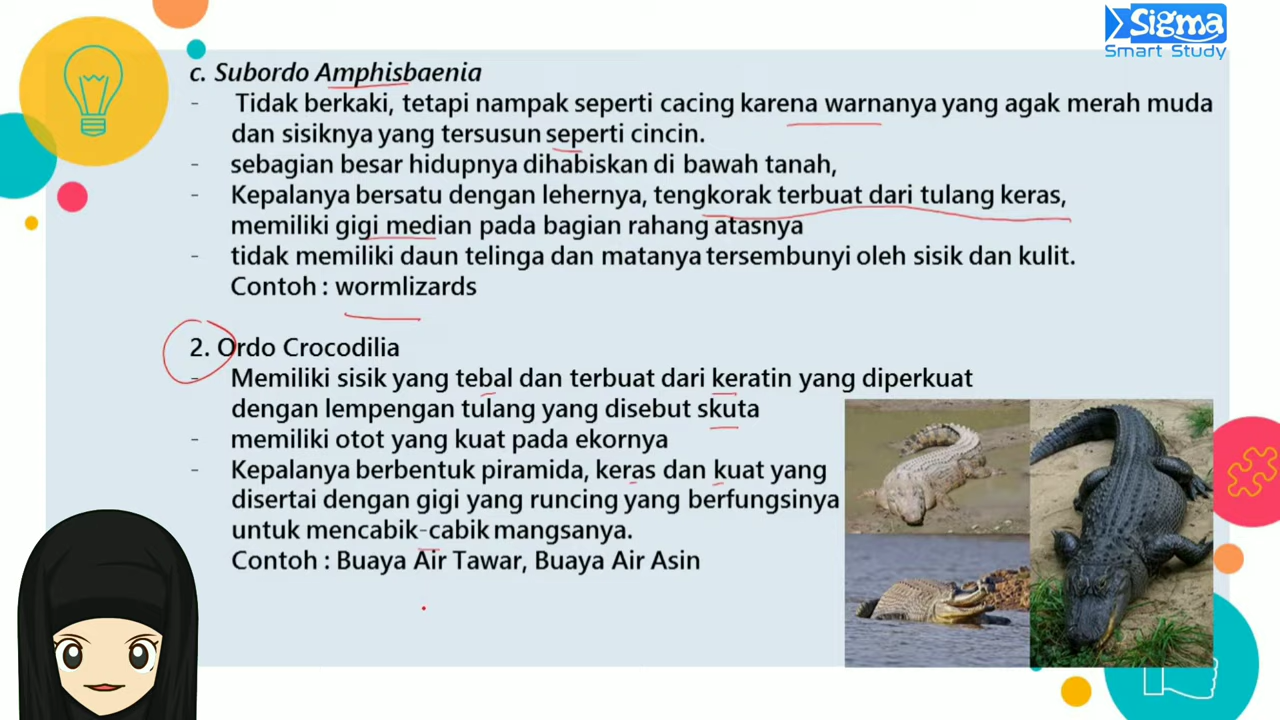 Sigma
Smart Study
c. Subordo Amphisbaenia
- Tidak berkaki, tetapi nampak seperti cacing karena warnanya yang agak merah muda
dan sisiknya yang tersusun seperti cincin.
- sebagian besar hidupnya dihabiskan di bawah tanah,
- Kepalanya bersatu dengan lehernya, tengkorak terbuat dari tulang keras,
memiliki gigi median pada bagian rahang atasnya
- tidak memiliki daun telinga dan matanya tersembunyi oleh sisik dan kulit.
Contoh : wormlizards
2. Ordo Crocodilia
- Memiliki sisik yang tebal dan terbuat dari keratin yang diperkuat
dengan lempengan tulang yang disebut skuta
- memiliki otot yang kuat pada ekornya
- Kepalanya berbentuk piramida, keras dan kuat yang
disertai dengan gigi yang runcing yang berfungsinya
untuk mencabik-cabik mangsanya.
Contoh : Buaya Air Tawar, Buaya Air Asin